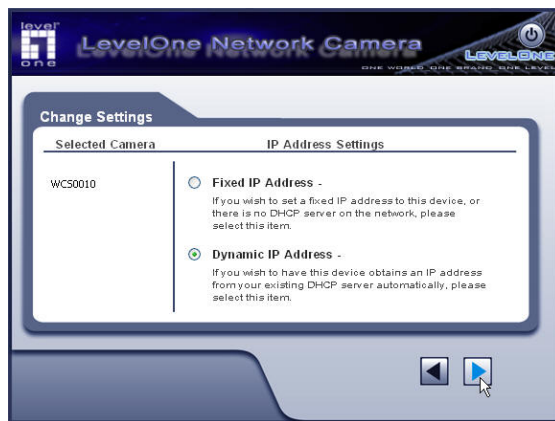 level
one
LevelOne Network Camera
LEVELONE
ONE WORLD ONE BRAND ONE LEVEL
Change Settings
Selected Camera
IP Address Settings
WCS0010
Fixed IP Address -
If you wish to set a fixed IP address to this device, or
there is no DHCP server on the network, please
select this item.
Dynamic IP Address -
If you wish to have this device obtains an IP address
from your existing DHCP server automatically, please
select this item.